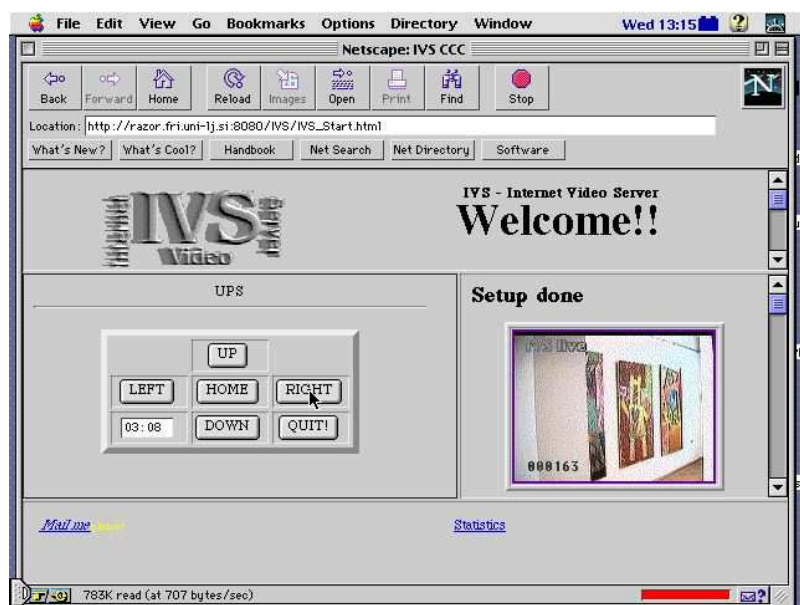 File Edit View Go Bookmarks Options Directory Window Wed 13:15
Netscape: IVS CCC
Back Forward Home Reload Images Open Print Find Stop
N
Location: http://razor.fri.uni-lj.si:8080/IVS/IVS_Start.html
What's New? What's Cool? Handbook Net Search Net Directory Software
Internet IVS Server
Video
IVS - Internet Video Server
Welcome!!
UPS
UP
LEFT HOME RIGHT
03:08 DOWN QUIT!
Setup done
IVS live
000163
Mail me
Statistics
783K read (at 707 bytes/sec)